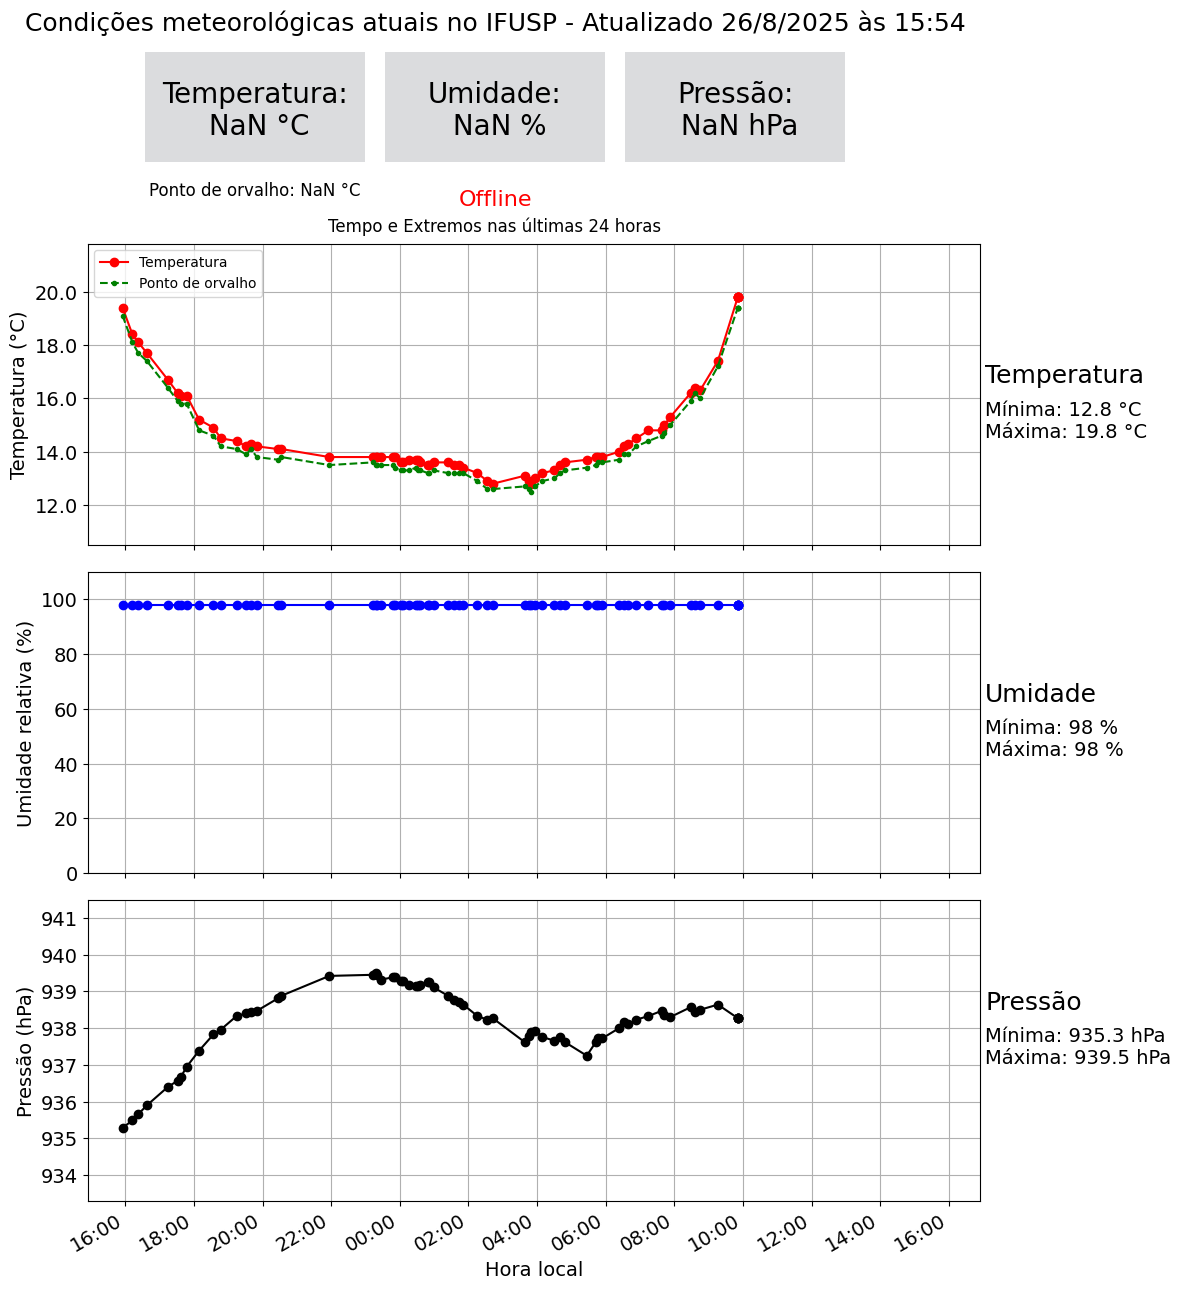 Condições meteorológicas atuais no IFUSP - Atualizado 26/8/2025 às 15:54
Temperatura:
NaN °C
Umidade:
NaN %
Pressão:
NaN hPa
Ponto de orvalho: NaN °C
Offline
Tempo e Extremos nas últimas 24 horas
Temperatura
Ponto de orvalho
Temperatura (°C)
20.0
18.0
16.0
14.0
12.0
Temperatura
Mínima: 12.8 °C
Máxima: 19.8 °C
Umidade relativa (%)
100
80
60
40
20
0
Umidade
Mínima: 98 %
Máxima: 98 %
Pressão (hPa)
941
940
939
938
937
936
935
934
Pressão
Mínima: 935.3 hPa
Máxima: 939.5 hPa
16:00 18:00 20:00 22:00 00:00 02:00 04:00 06:00 08:00 10:00 12:00 14:00 16:00
Hora local